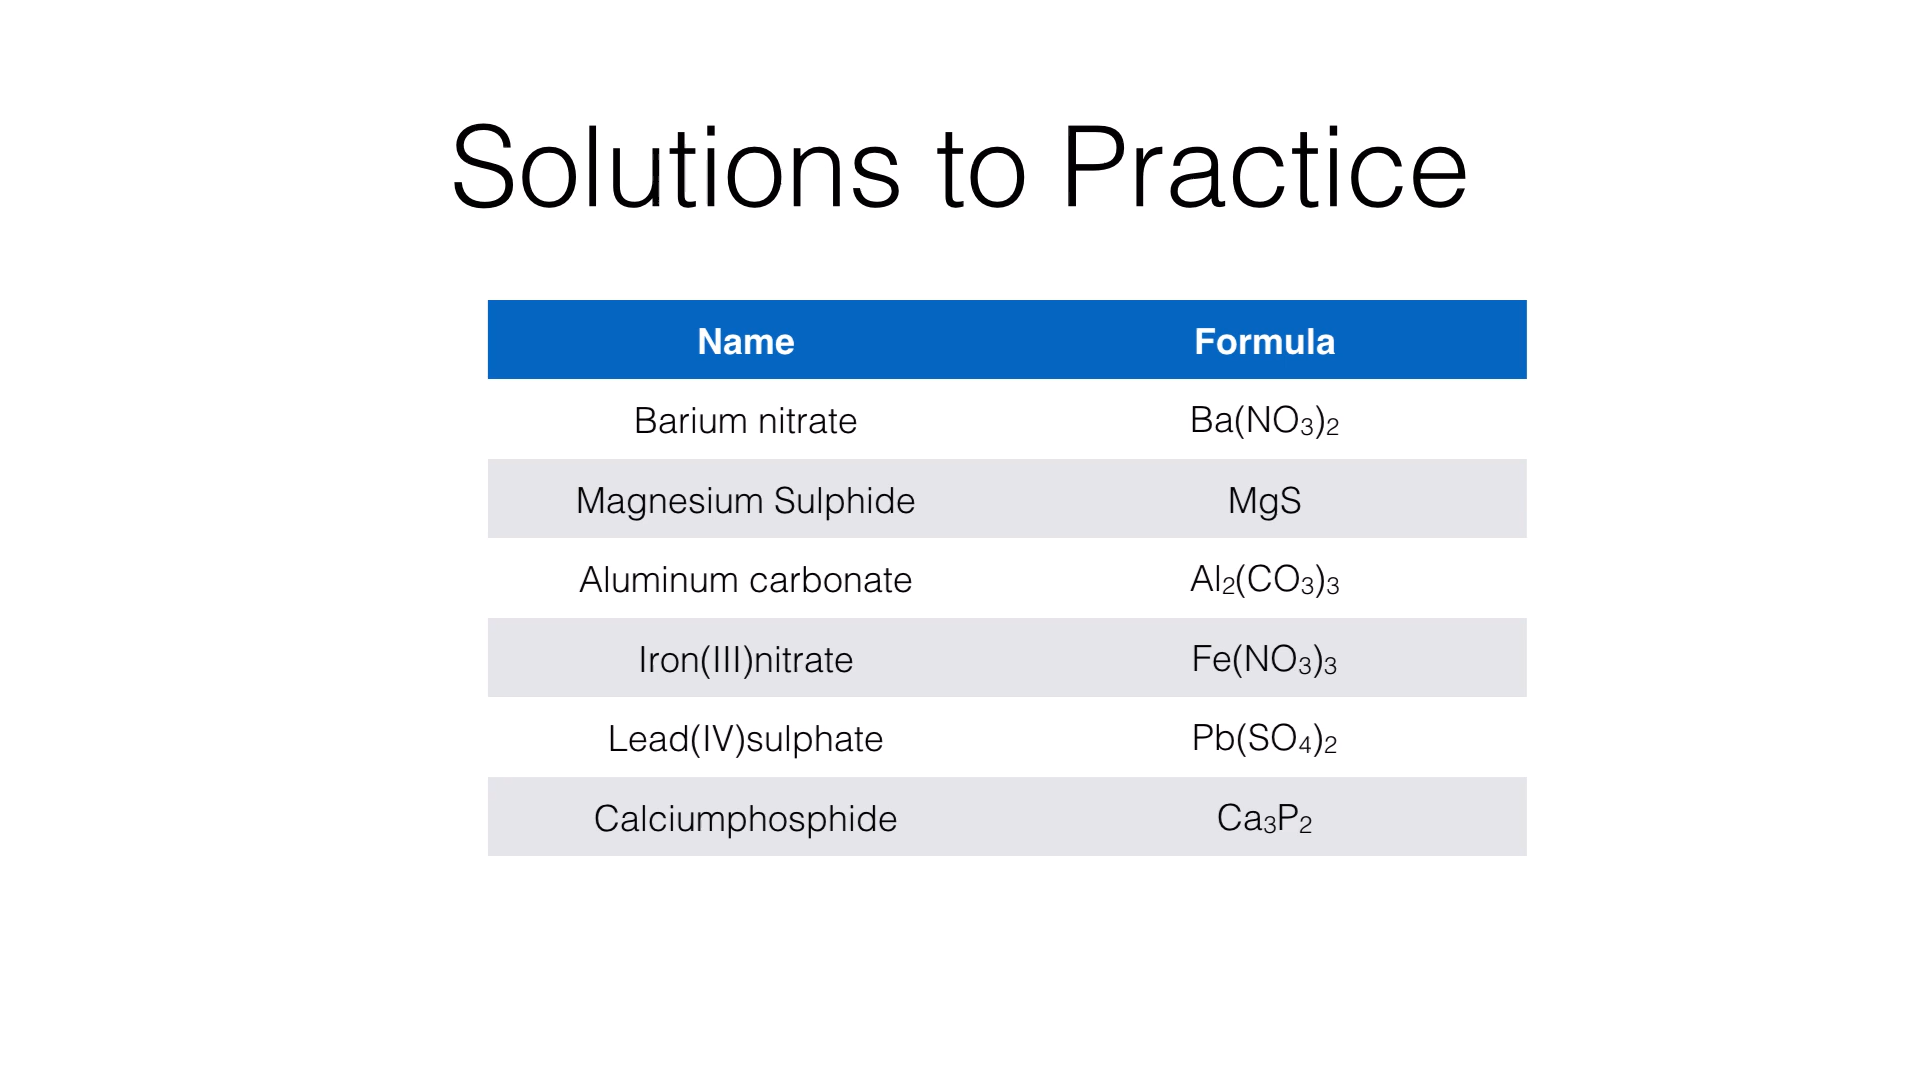 Solutions to Practice
Name Formula
Barium nitrate Ba(NO₃)₂
Magnesium Sulphide MgS
Aluminum carbonate Al₂(CO₃)₃
Iron(III)nitrate Fe(NO₃)₃
Lead(IV)sulphate Pb(SO₄)₂
Calciumphosphide Ca₃P₂